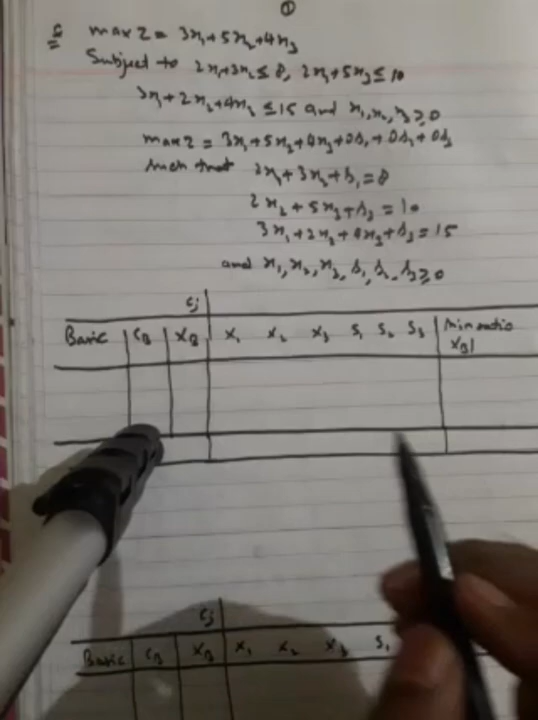 ①
Q max Z = 3x₁+5x₂+4x₃
Subject to 2x₁+3x₂ ≤ 8, 2x₂+5x₃ ≤ 10
3x₁+2x₂+4x₃ ≤ 15 and x₁,x₂,x₃ ≥ 0
max Z = 3x₁+5x₂+4x₃+0s₁+0s₂+0s₃
Such that 2x₁+3x₂+s₁=8
2x₂+5x₃+s₂=10
3x₁+2x₂+4x₃+s₃=15
and x₁,x₂,x₃,s₁,s₂,s₃ ≥ 0
Cj
Basic CB XB X₁ X₂ X₃ S₁ S₂ S₃ Min ratio
XB/
Cj
Basic CB XB X₁ X₂ X₃ S₁